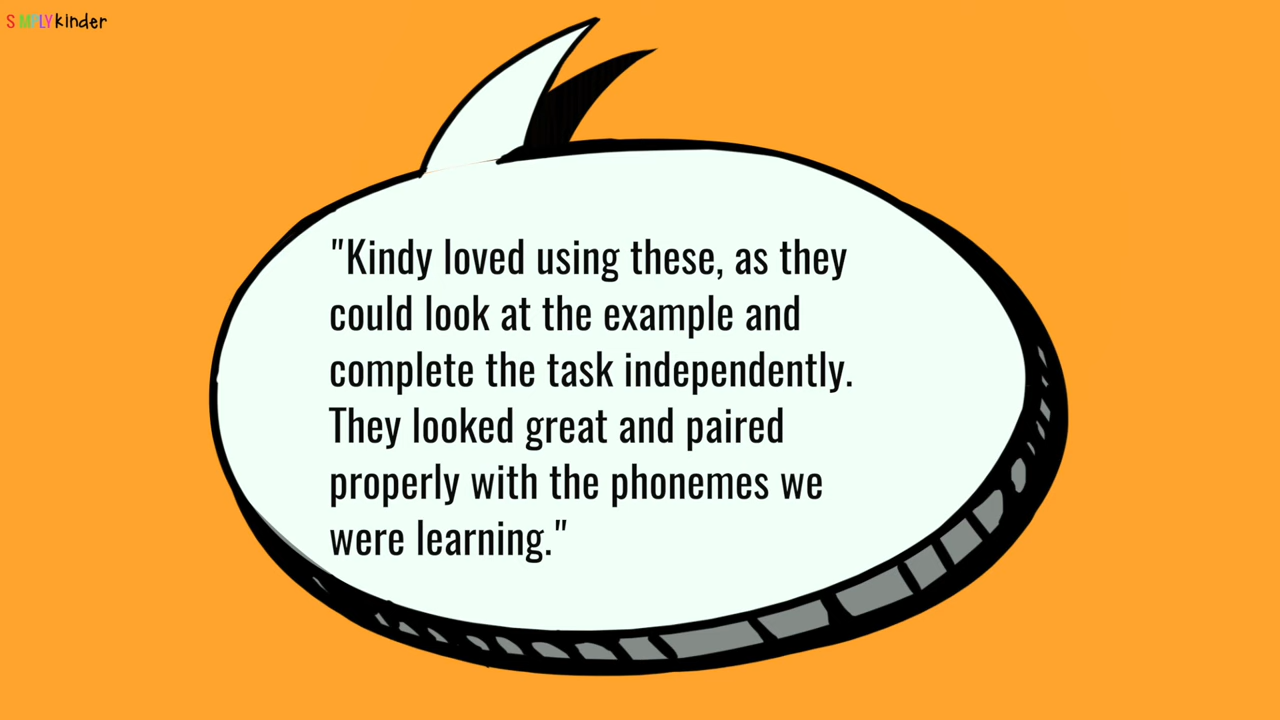 SIMPLYkinder
"Kindy loved using these, as they
could look at the example and
complete the task independently.
They looked great and paired
properly with the phonemes we
were learning."